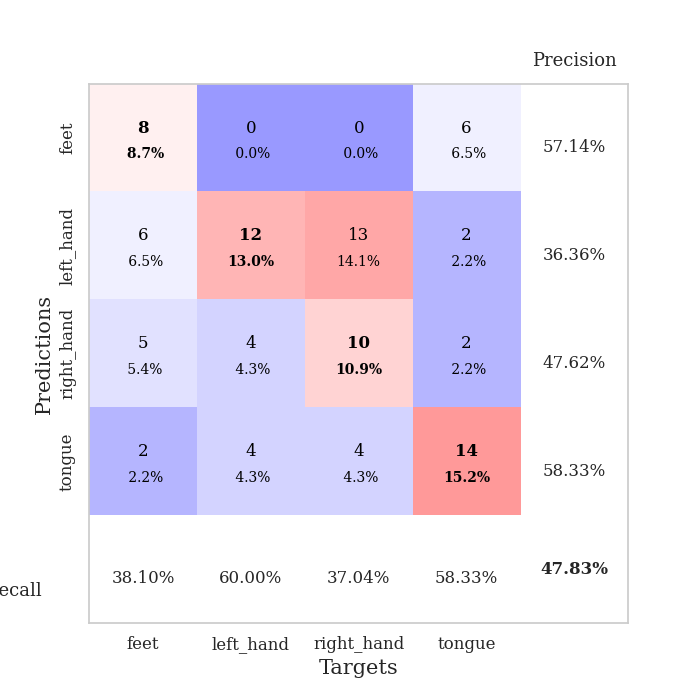 Precision
feet
8 0 0 6
8.7% 0.0% 0.0% 6.5%
57.14%
left_hand
6 12 13 2
6.5% 13.0% 14.1% 2.2%
36.36%
Predictions
right_hand
5 4 10 2
5.4% 4.3% 10.9% 2.2%
47.62%
tongue
2 4 4 14
2.2% 4.3% 4.3% 15.2%
58.33%
ecall
38.10% 60.00% 37.04% 58.33% 47.83%
feet left_hand right_hand tongue
Targets